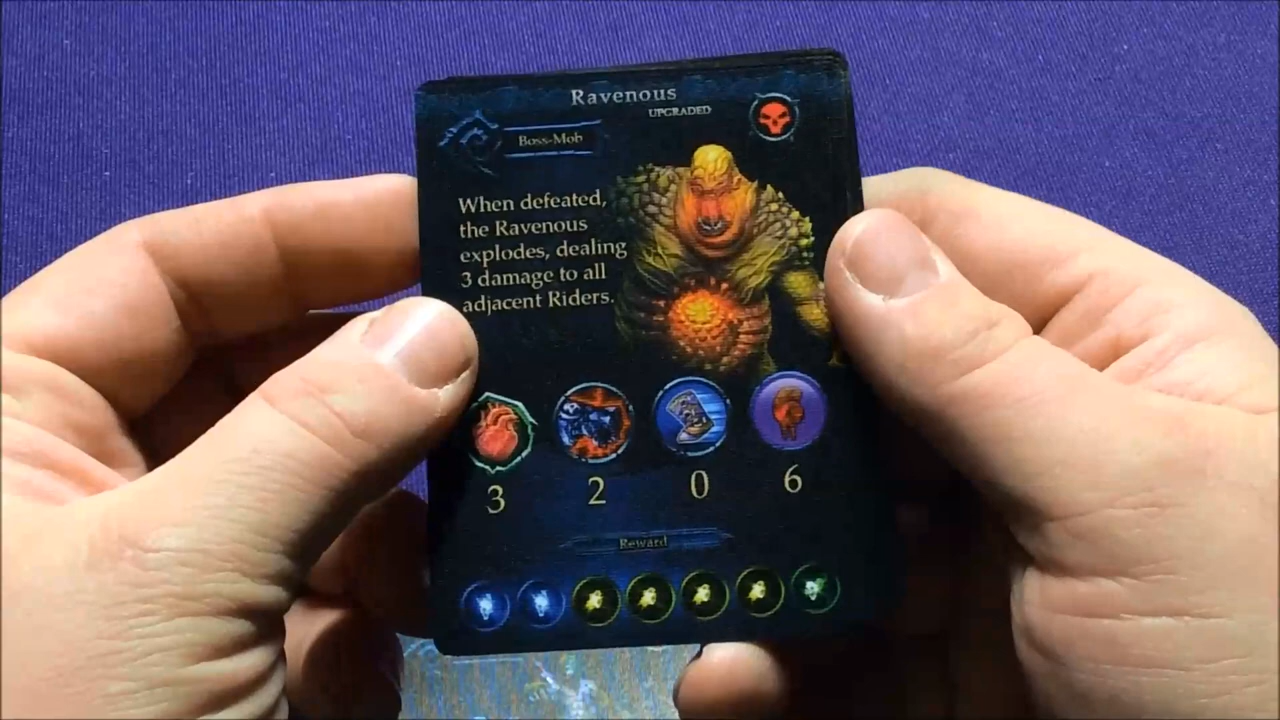 Ravenous
UPGRADED
Boss-Mob
When defeated,
the Ravenous
explodes, dealing
3 damage to all
adjacent Riders.
3 2 0 6
Reward